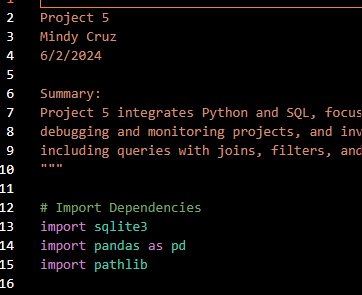 2 Project 5
3 Mindy Cruz
4 6/2/2024
5
6 Summary:
7 Project 5 integrates Python and SQL, focus
8 debugging and monitoring projects, and inv
9 including queries with joins, filters, and
10 """
11
12 # Import Dependencies
13 import sqlite3
14 import pandas as pd
15 import pathlib
16